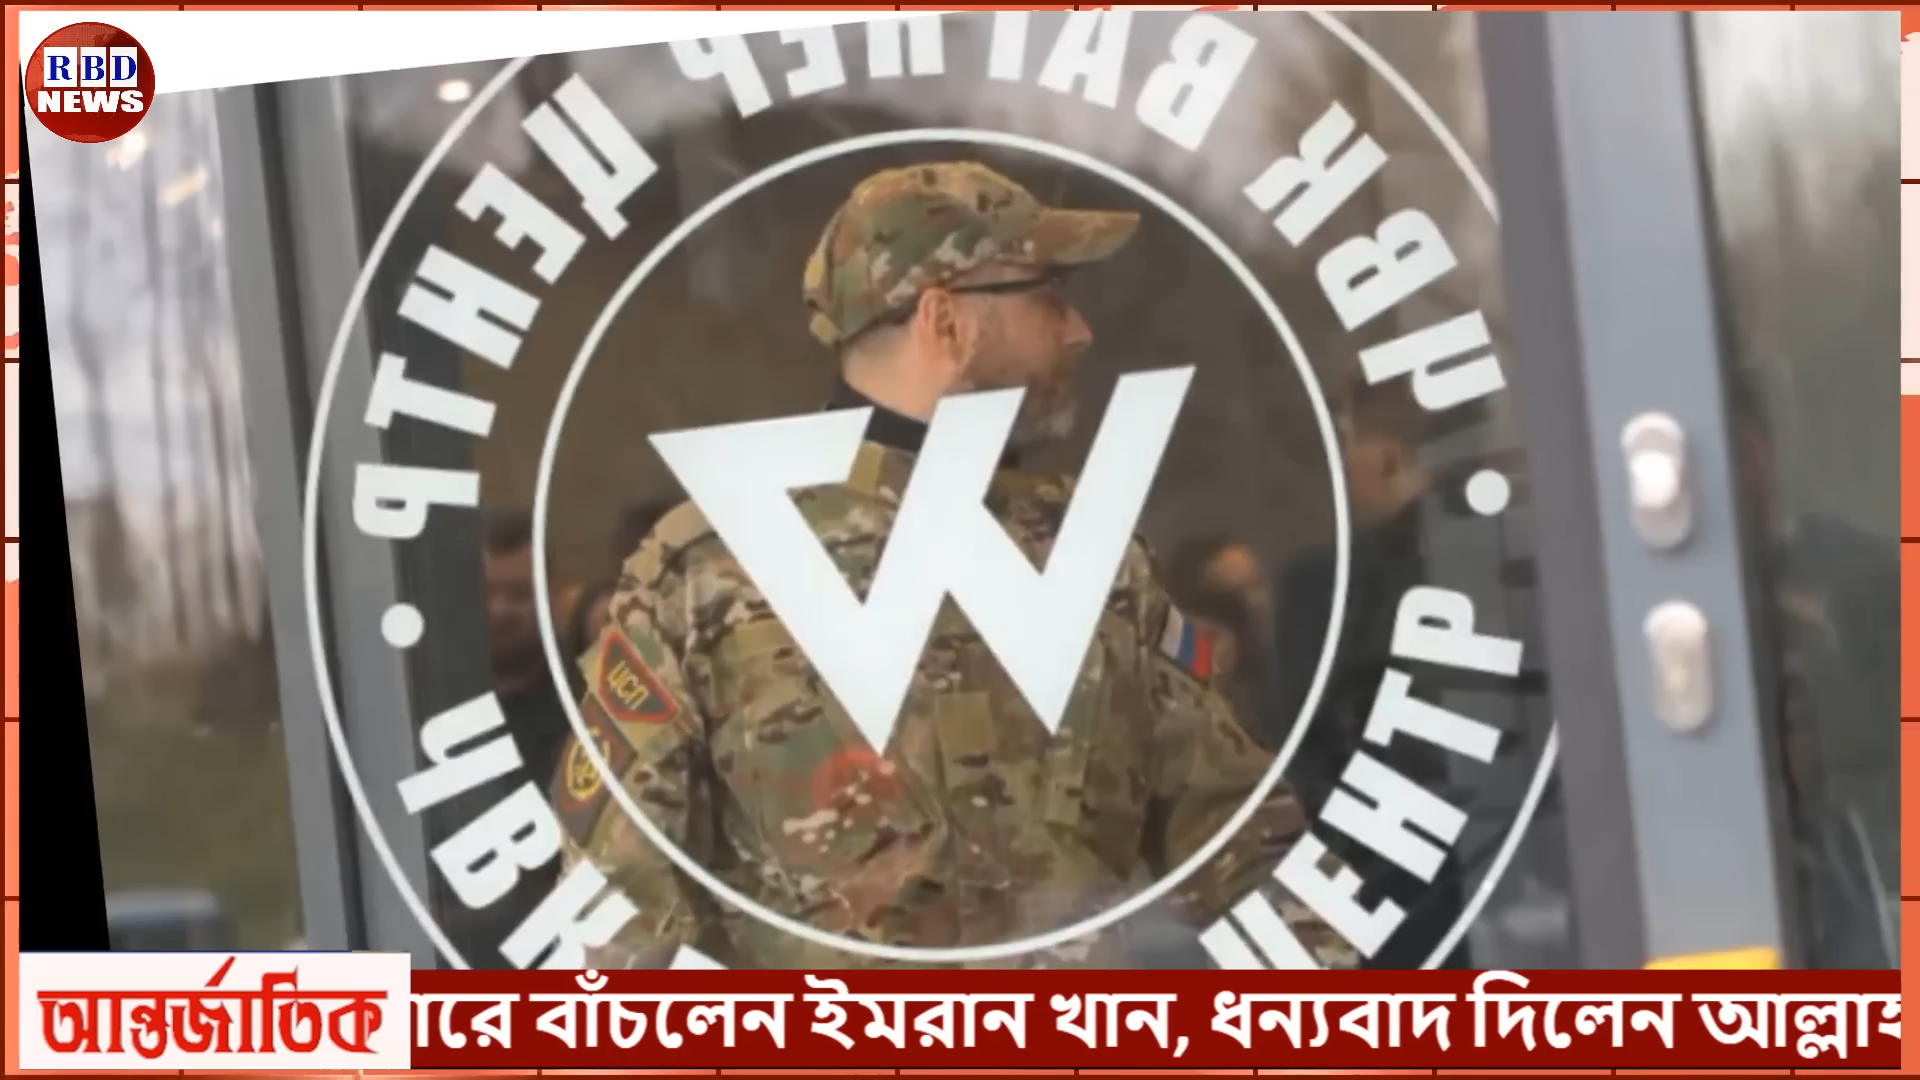 RBD
NEWS
ЧВК ВАГНЕР ЦЕНТР
ЧВК
ЦЕНТР
W
ЦСП
আন্তর্জাতিক
ারে বাঁচলেন ইমরান খান, ধন্যবাদ দিলেন আল্লাহ